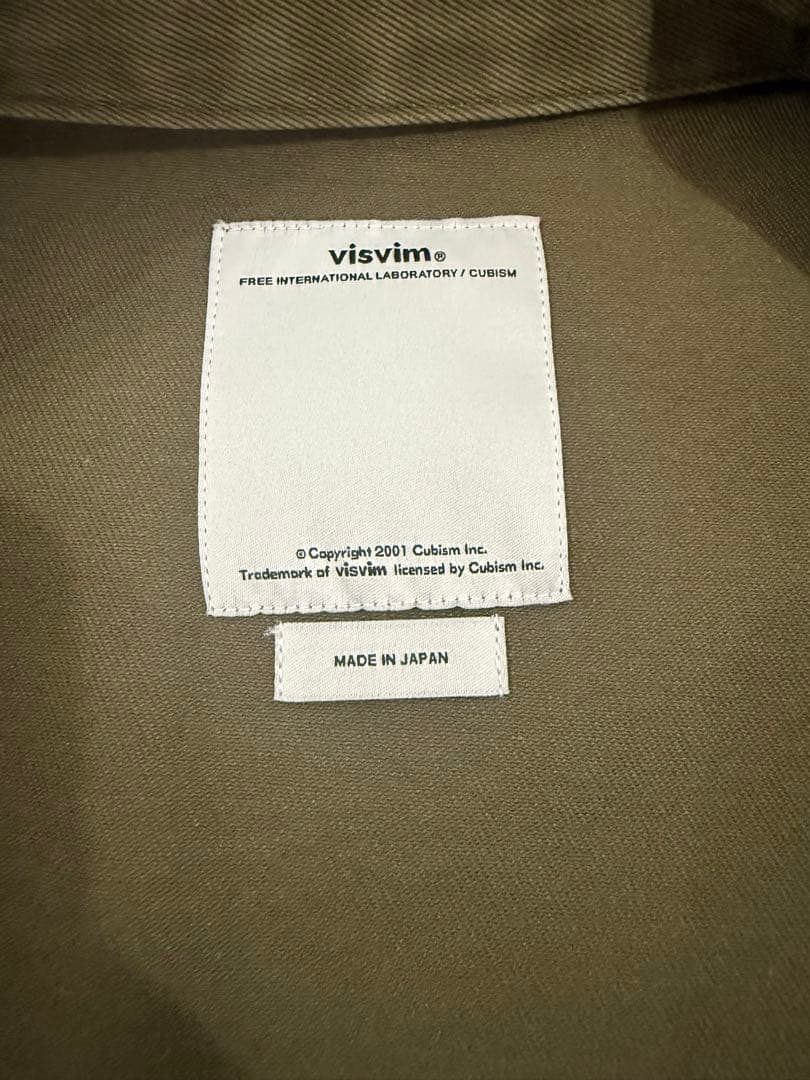 visvim®
FREE INTERNATIONAL LABORATORY / CUBISM
© Copyright 2001 Cubism Inc.
Trademark of visvim licensed by Cubism Inc.
MADE IN JAPAN